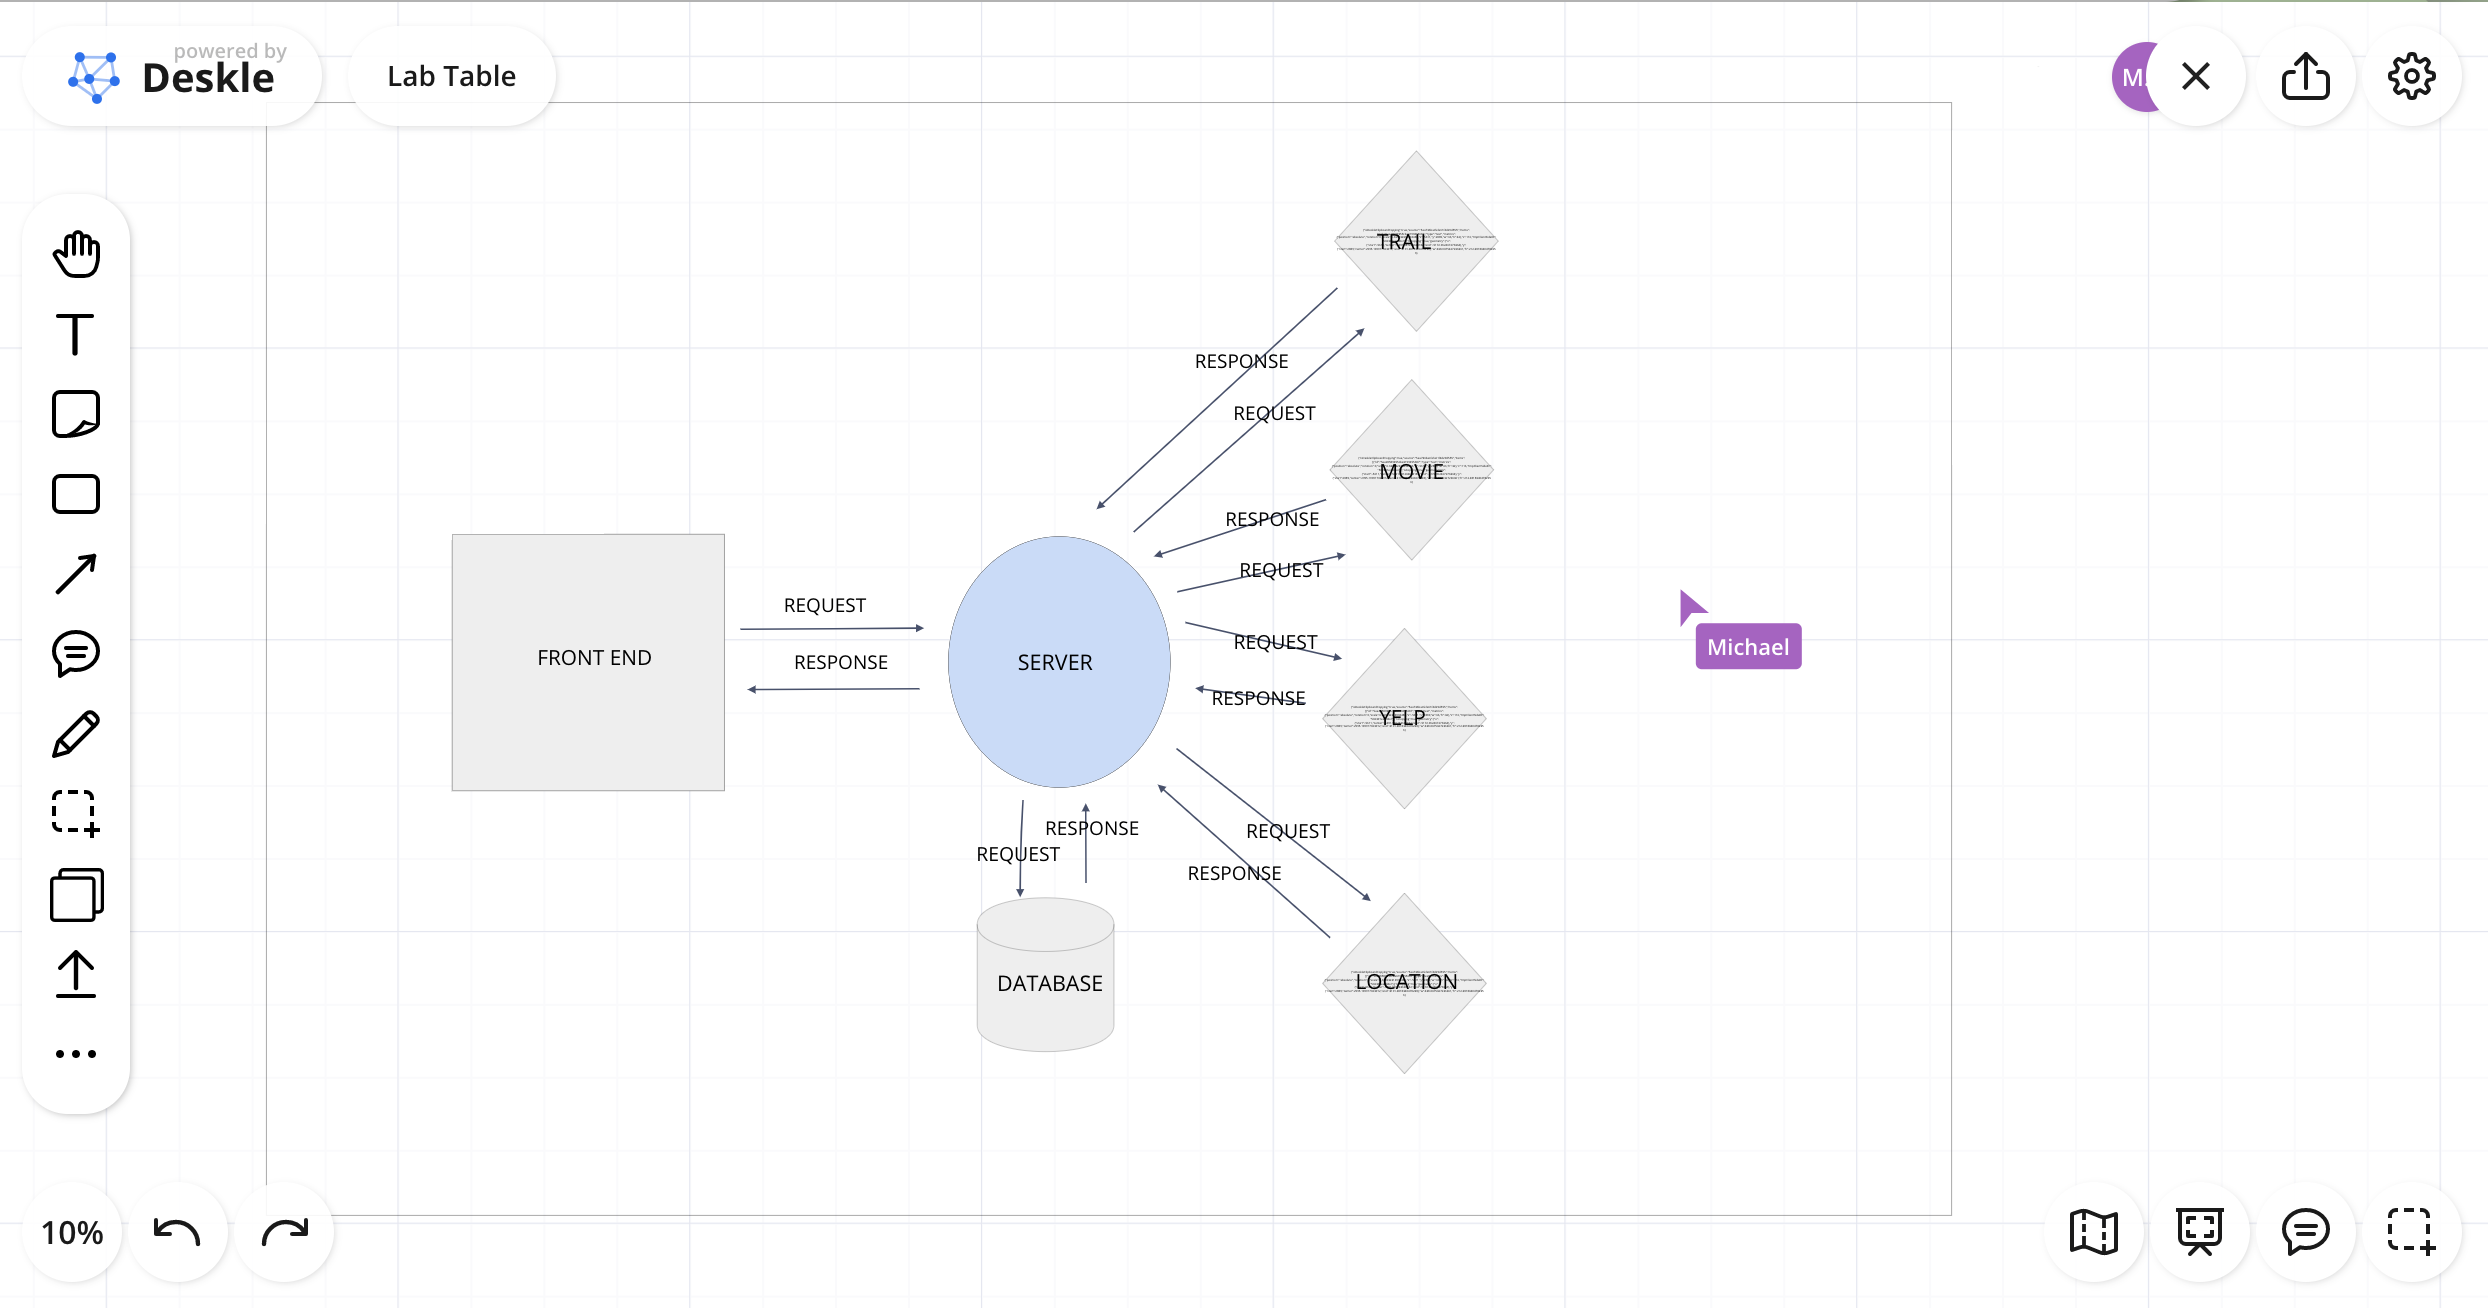 powered by
Deskle
Lab Table
M
TRAIL
RESPONSE
REQUEST
MOVIE
RESPONSE
REQUEST
FRONT END
REQUEST
RESPONSE
SERVER
REQUEST
RESPONSE
YELP
Michael
REQUEST
RESPONSE
REQUEST
RESPONSE
DATABASE
LOCATION
10%